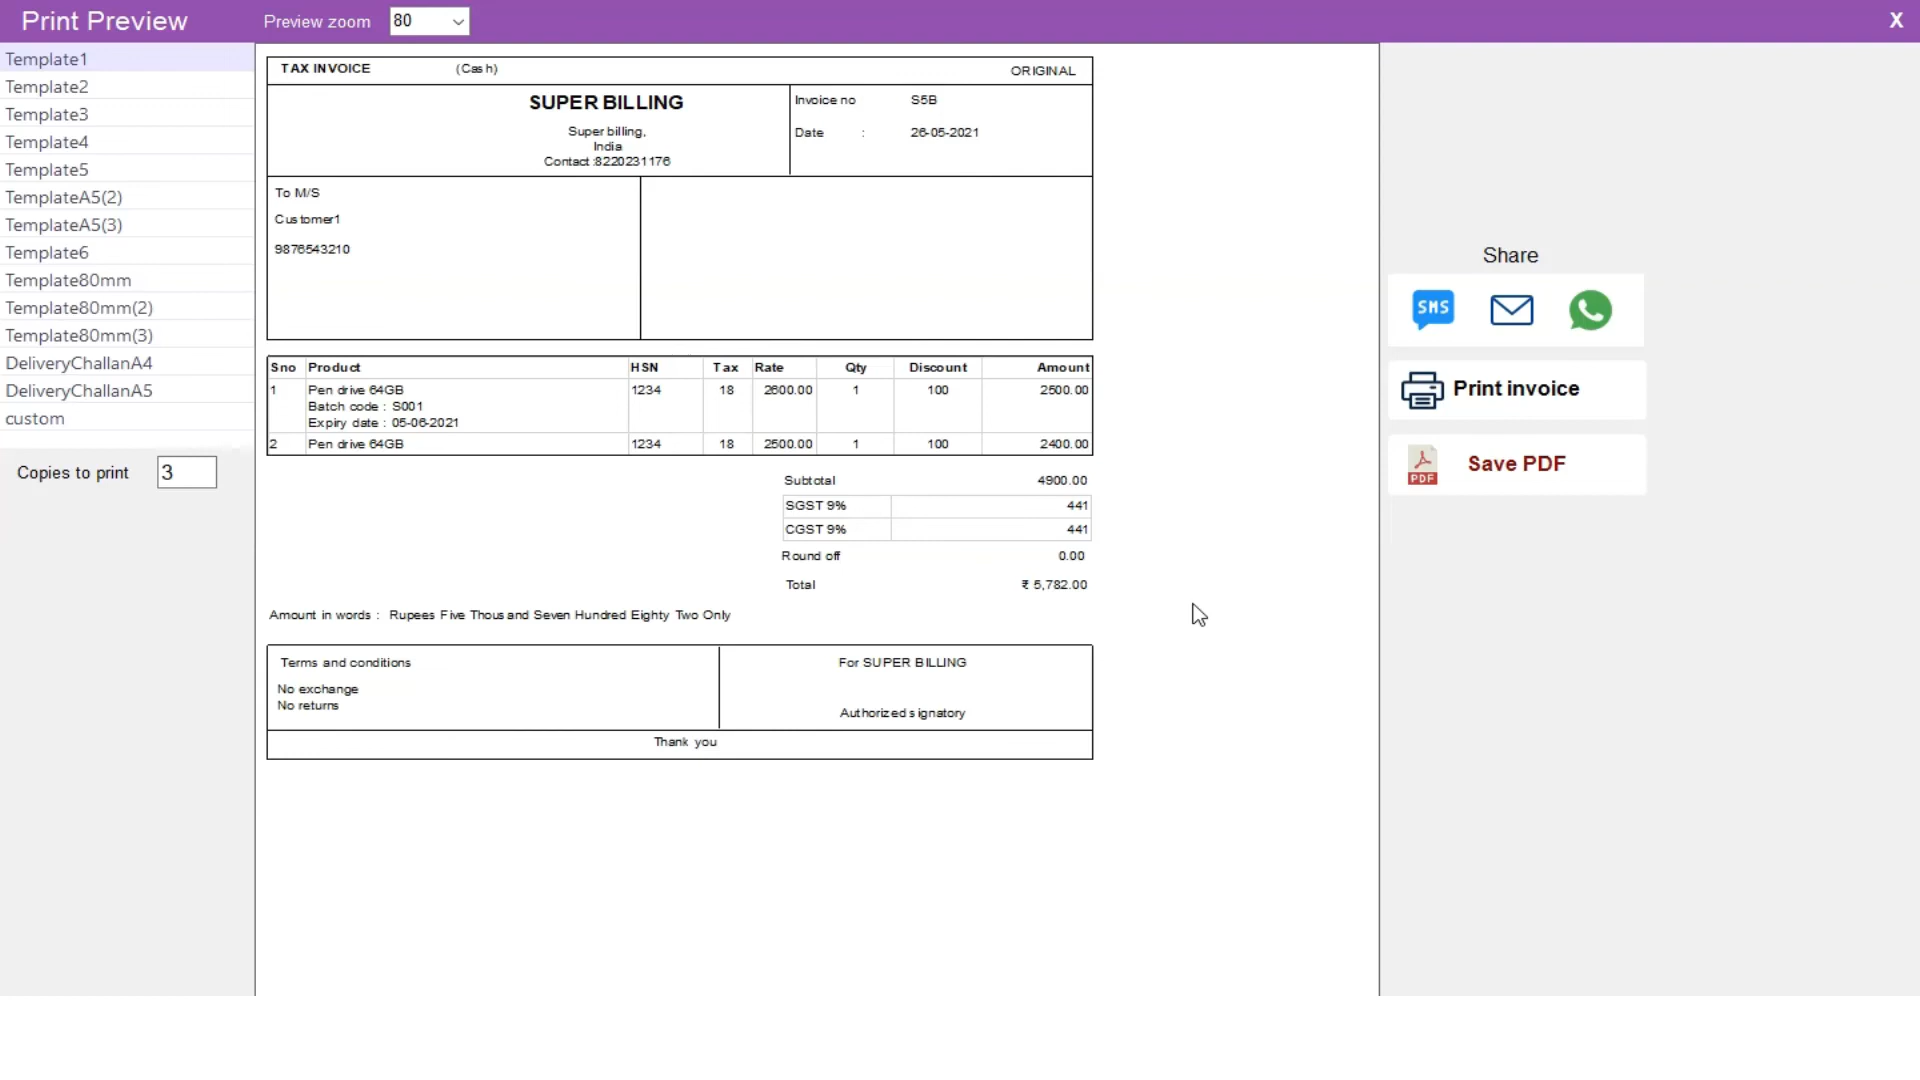 Print Preview Preview zoom 80 X
Template1
Template2
Template3
Template4
Template5
TemplateA5(2)
TemplateA5(3)
Template6
Template80mm
Template80mm(2)
Template80mm(3)
DeliveryChallanA4
DeliveryChallanA5
custom
Copies to print 3
TAX INVOICE (Cash) ORIGINAL
SUPER BILLING
Super billing,
India
Contact :8220231176
Invoice no S5B
Date : 26-05-2021
To M/S
Customer1
9876543210
Sno Product HSN Tax Rate Qty Discount Amount
1 Pen drive 64GB 1234 18 2600.00 1 100 2500.00
Batch code : S001
Expiry date : 05-06-2021
2 Pen drive 64GB 1234 18 2500.00 1 100 2400.00
Subtotal 4900.00
SGST 9% 441
CGST 9% 441
Round off 0.00
Total ₹ 5,782.00
Amount in words : Rupees Five Thousand Seven Hundred Eighty Two Only
Terms and conditions
No exchange
No returns
For SUPER BILLING
Authorized signatory
Thank you
Share
SMS
Print invoice
PDF Save PDF